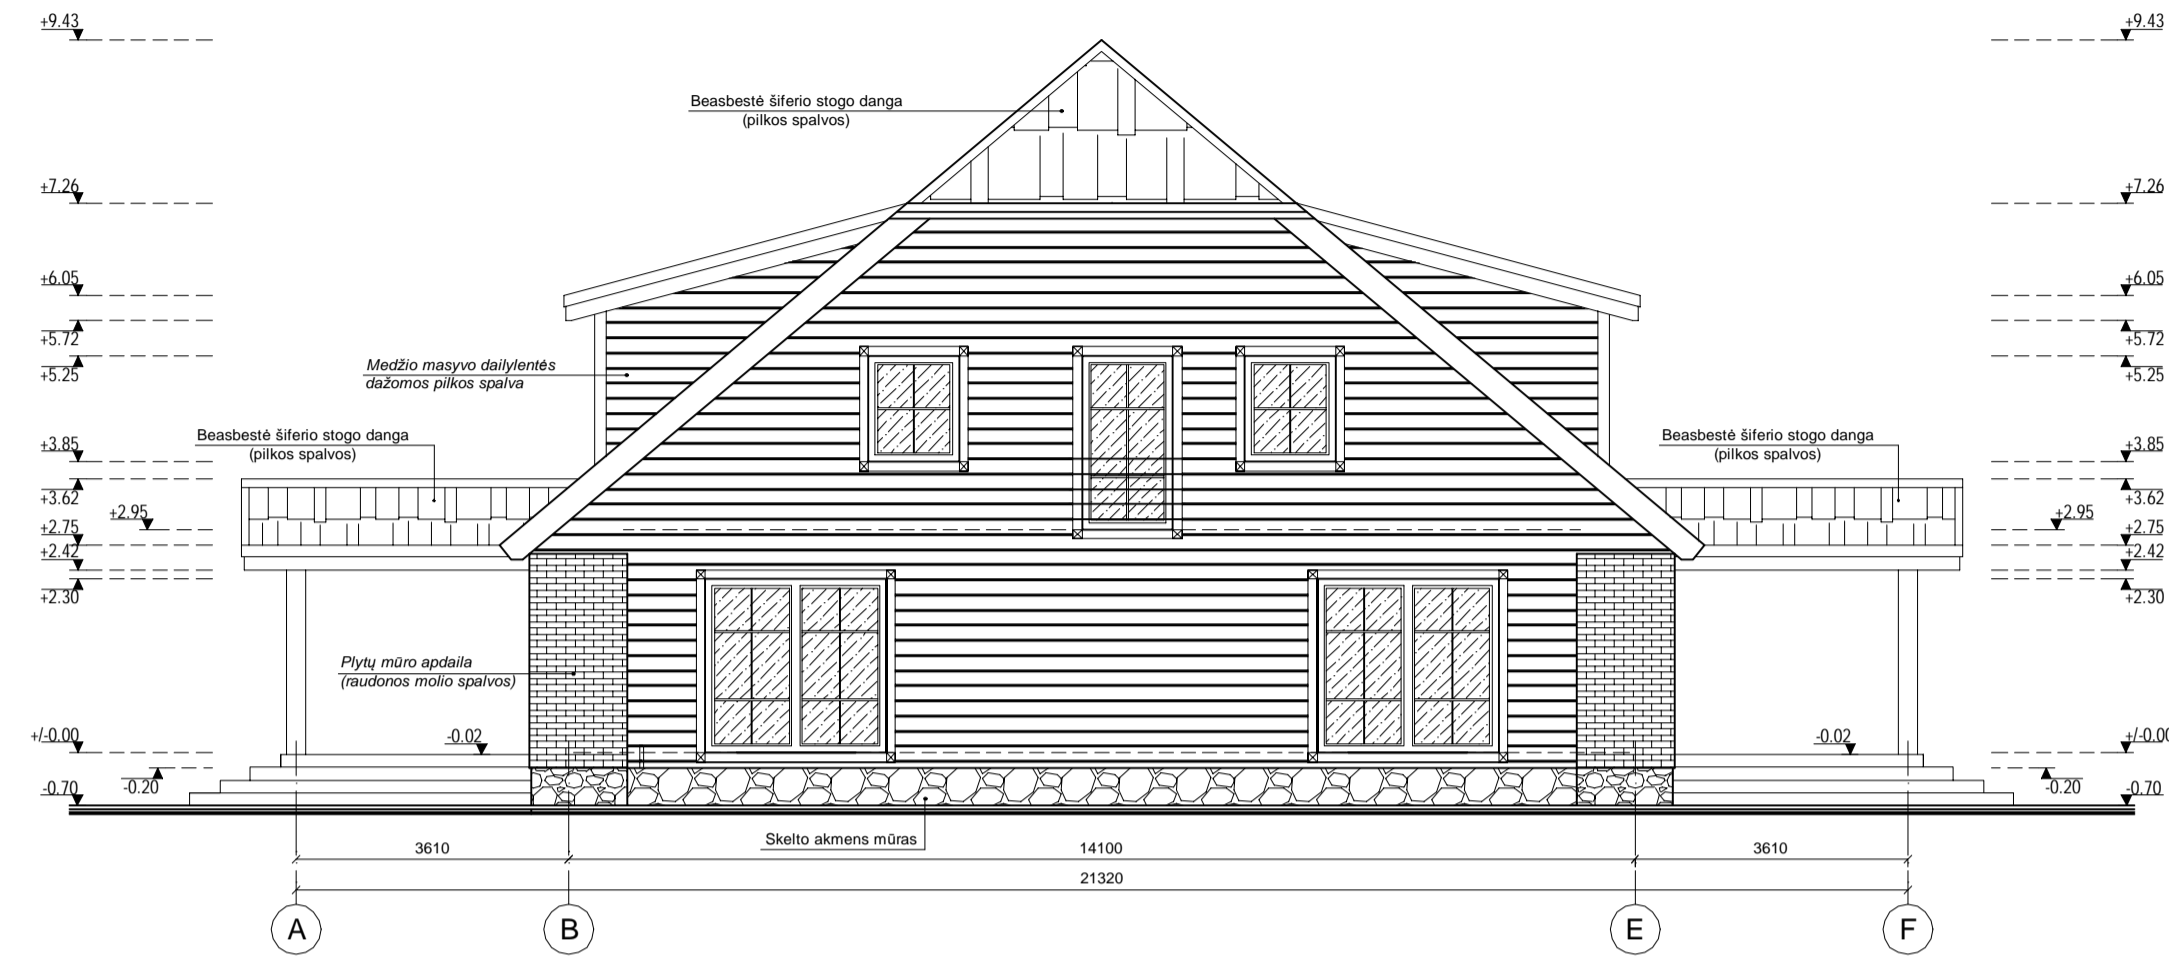 +9.43
+9.43
Beasbestė šiferio stogo danga
(pilkos spalvos)
+7.26
+7.26
+6.05
+6.05
+5.72
+5.72
Medžio masyvo dailylentės
dažomos pilkos spalva
+5.25
+5.25
Beasbestė šiferio stogo danga
(pilkos spalvos)
Beasbestė šiferio stogo danga
(pilkos spalvos)
+3.85
+3.85
+3.62
+3.62
+2.95
+2.95
+2.75
+2.75
+2.42
+2.42
+2.30
+2.30
Plytų mūro apdaila
(raudonos molio spalvos)
+/-0.00
-0.02
-0.02
+/-0.00
-0.70
-0.20
-0.20
-0.70
Skelto akmens mūras
3610
14100
3610
21320
A
B
E
F